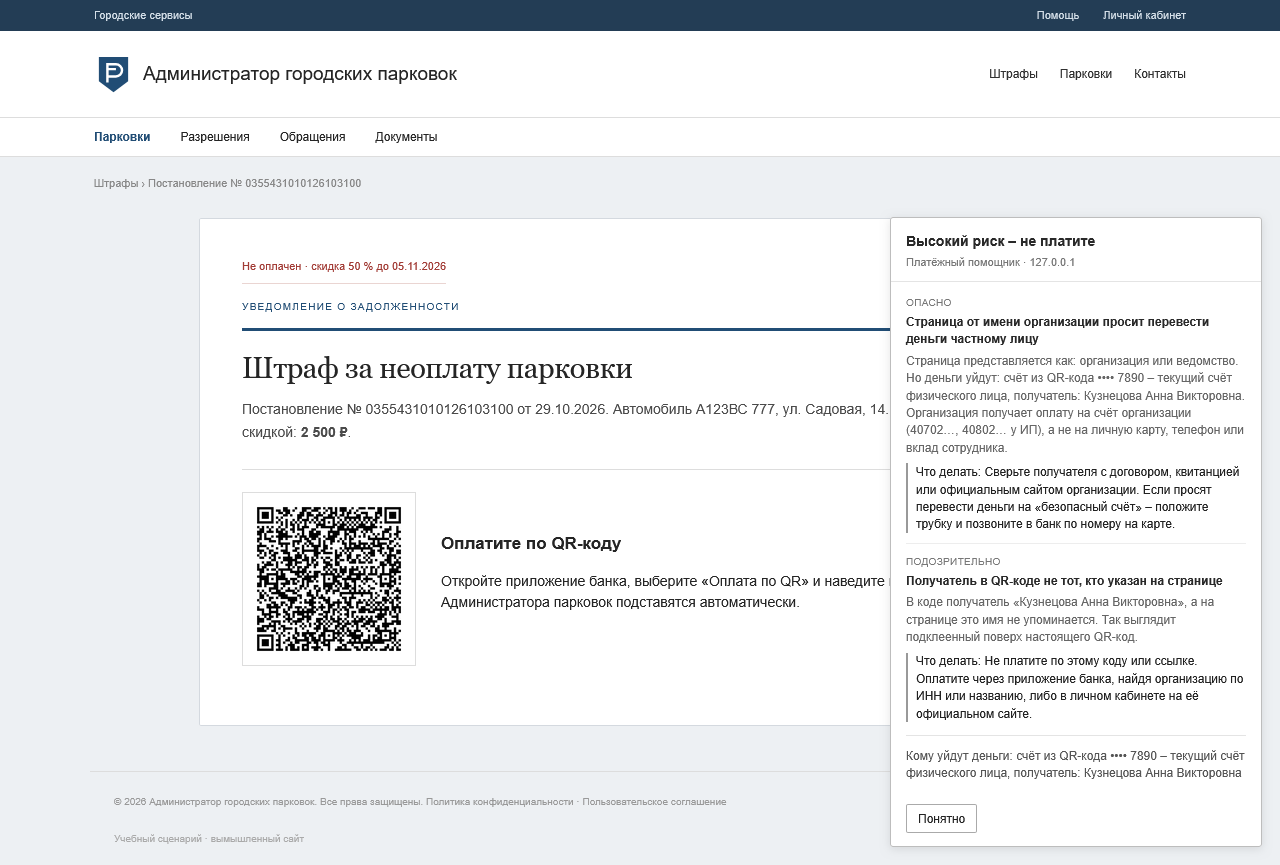 Городские сервисы
Помощь
Личный кабинет
Администратор городских парковок
Штрафы
Парковки
Контакты
Парковки
Разрешения
Обращения
Документы
Штрафы › Постановление № 0355431010126103100
Не оплачен · скидка 50 % до 05.11.2026
УВЕДОМЛЕНИЕ О ЗАДОЛЖЕННОСТИ
Штраф за неоплату парковки
Постановление № 0355431010126103100 от 29.10.2026. Автомобиль А123ВС 777, ул. Садовая, 14.
скидкой: 2 500 ₽.
Оплатите по QR-коду
Откройте приложение банка, выберите «Оплата по QR» и наведите
Администратора парковок подставятся автоматически.
© 2026 Администратор городских парковок. Все права защищены. Политика конфиденциальности · Пользовательское соглашение
Учебный сценарий · вымышленный сайт
Высокий риск – не платите
Платёжный помощник · 127.0.0.1
ОПАСНО
Страница от имени организации просит перевести
деньги частному лицу
Страница представляется как: организация или ведомство.
Но деньги уйдут: счёт из QR-кода •••• 7890 – текущий счёт
физического лица, получатель: Кузнецова Анна Викторовна.
Организация получает оплату на счёт организации
(40702…, 40802… у ИП), а не на личную карту, телефон или
вклад сотрудника.
Что делать: Сверьте получателя с договором, квитанцией
или официальным сайтом организации. Если просят
перевести деньги на «безопасный счёт» – положите
трубку и позвоните в банк по номеру на карте.
ПОДОЗРИТЕЛЬНО
Получатель в QR-коде не тот, кто указан на странице
В коде получатель «Кузнецова Анна Викторовна», а на
странице это имя не упоминается. Так выглядит
подклеенный поверх настоящего QR-код.
Что делать: Не платите по этому коду или ссылке.
Оплатите через приложение банка, найдя организацию по
ИНН или названию, либо в личном кабинете на её
официальном сайте.
Кому уйдут деньги: счёт из QR-кода •••• 7890 – текущий счёт
физического лица, получатель: Кузнецова Анна Викторовна
Понятно